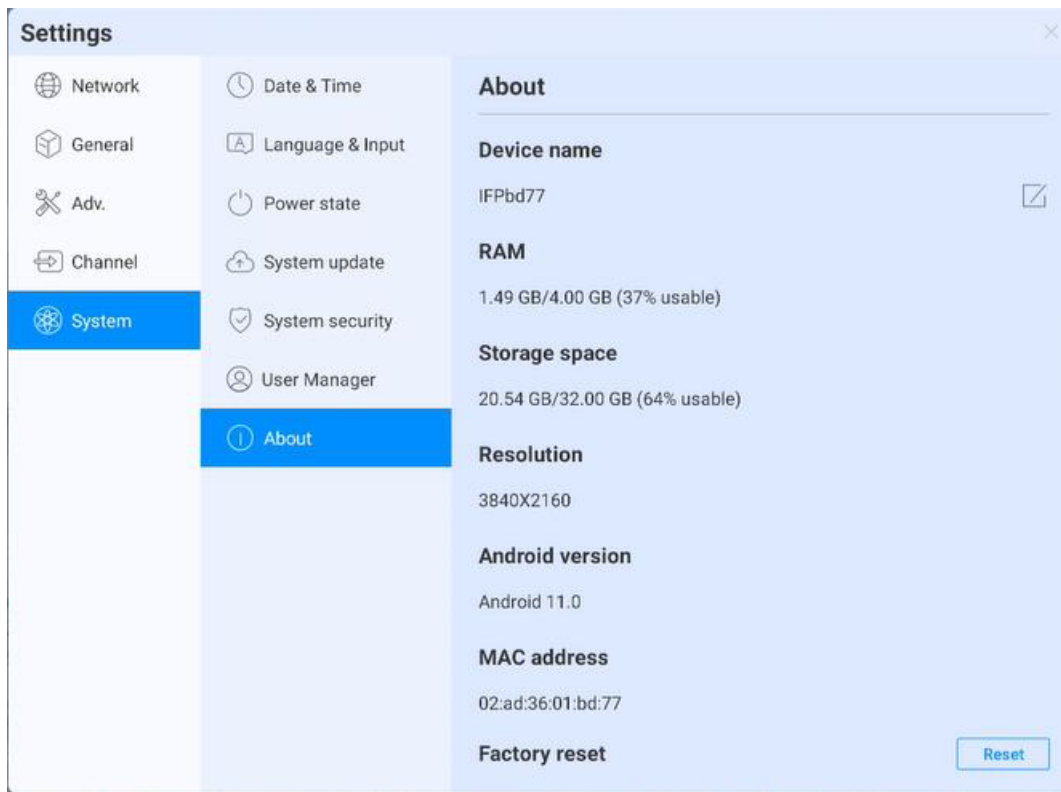 Settings
Network
General
Adv.
Channel
System
Date & Time
Language & Input
Power state
System update
System security
User Manager
About
About
Device name
IFPbd77
RAM
1.49 GB/4.00 GB (37% usable)
Storage space
20.54 GB/32.00 GB (64% usable)
Resolution
3840X2160
Android version
Android 11.0
MAC address
02:ad:36:01:bd:77
Factory reset
Reset